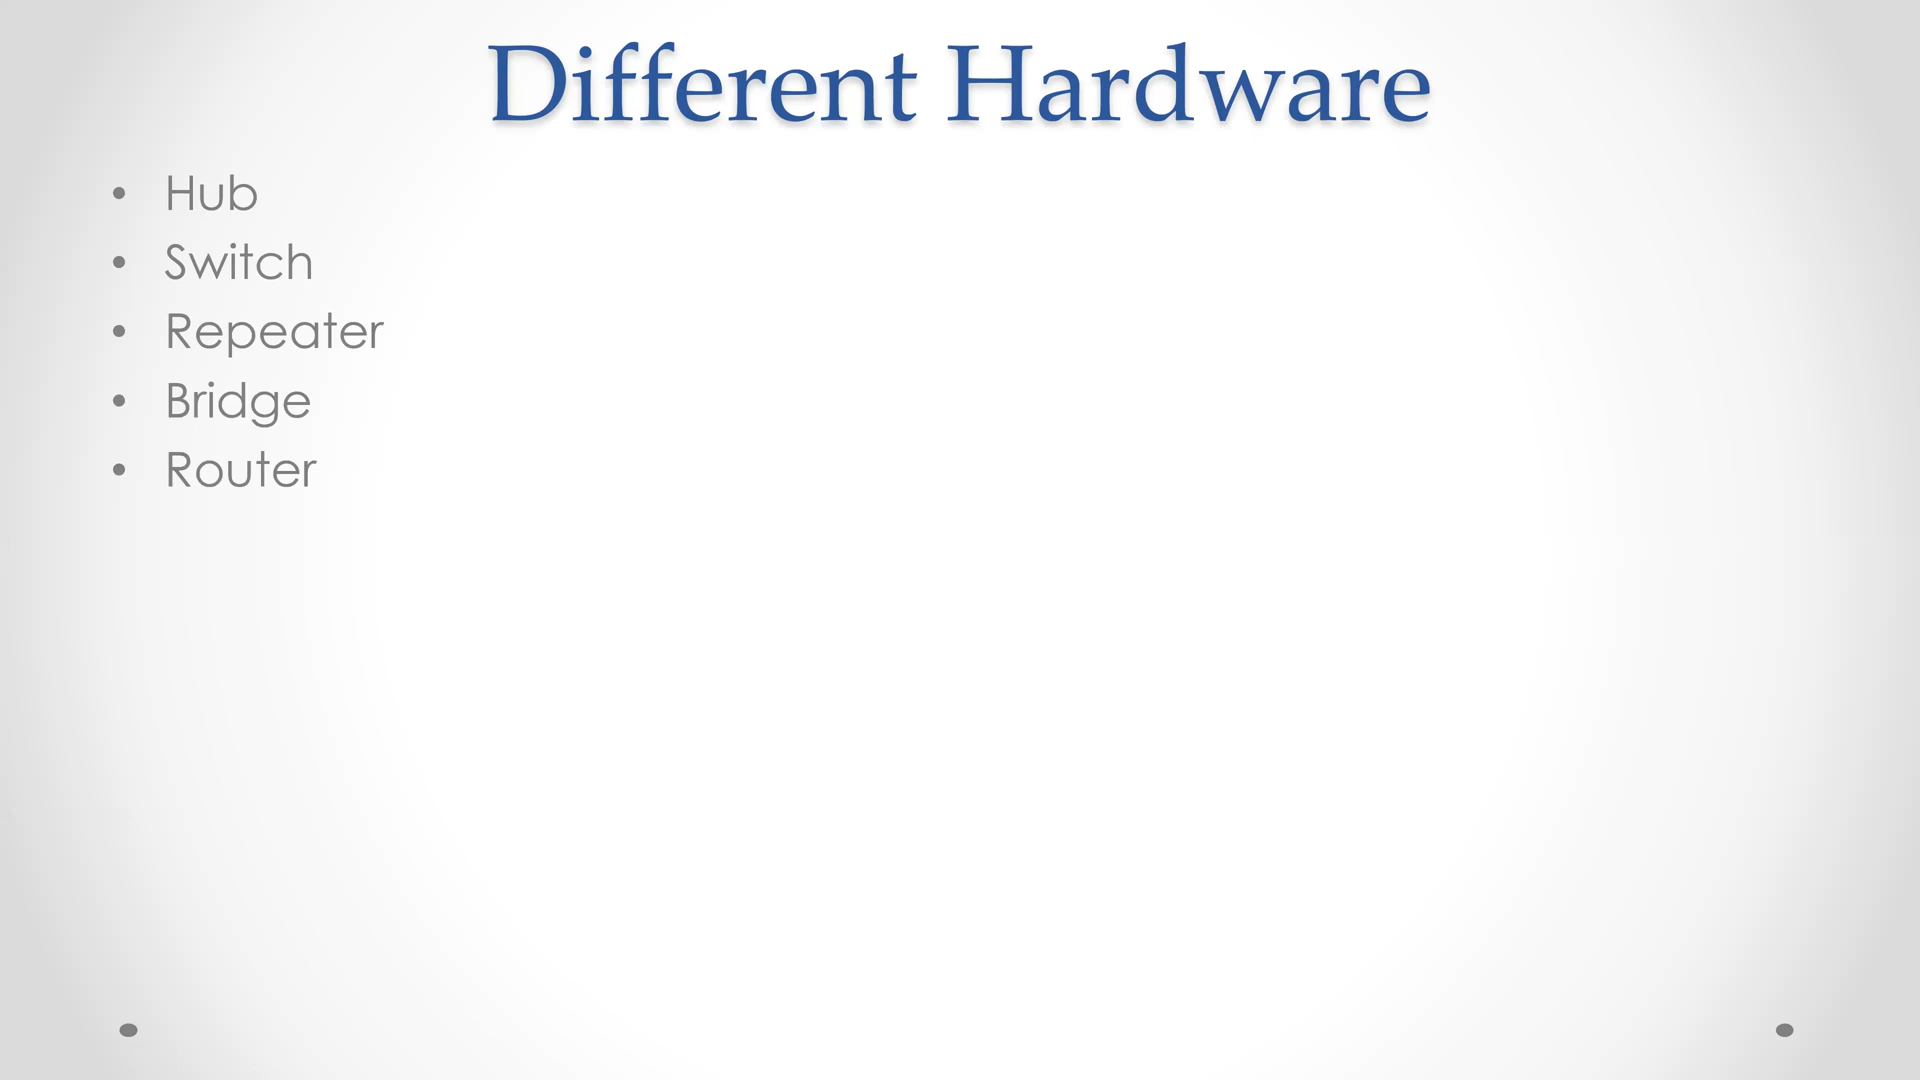 Different Hardware
• Hub
• Switch
• Repeater
• Bridge
• Router